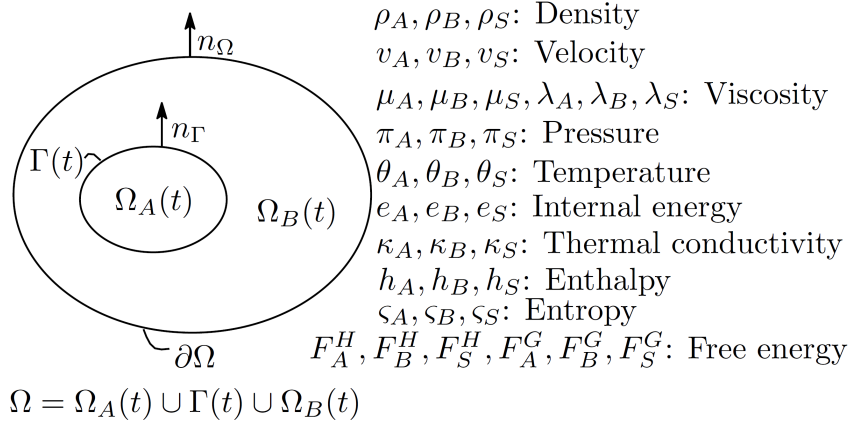 n_Ω
n_Γ
Γ(t)
Ω_A(t)
Ω_B(t)
∂Ω
Ω = Ω_A(t) ∪ Γ(t) ∪ Ω_B(t)
ρ_A, ρ_B, ρ_S: Density
v_A, v_B, v_S: Velocity
μ_A, μ_B, μ_S, λ_A, λ_B, λ_S: Viscosity
π_A, π_B, π_S: Pressure
θ_A, θ_B, θ_S: Temperature
e_A, e_B, e_S: Internal energy
κ_A, κ_B, κ_S: Thermal conductivity
h_A, h_B, h_S: Enthalpy
ς_A, ς_B, ς_S: Entropy
F_A^H, F_B^H, F_S^H, F_A^G, F_B^G, F_S^G: Free energy